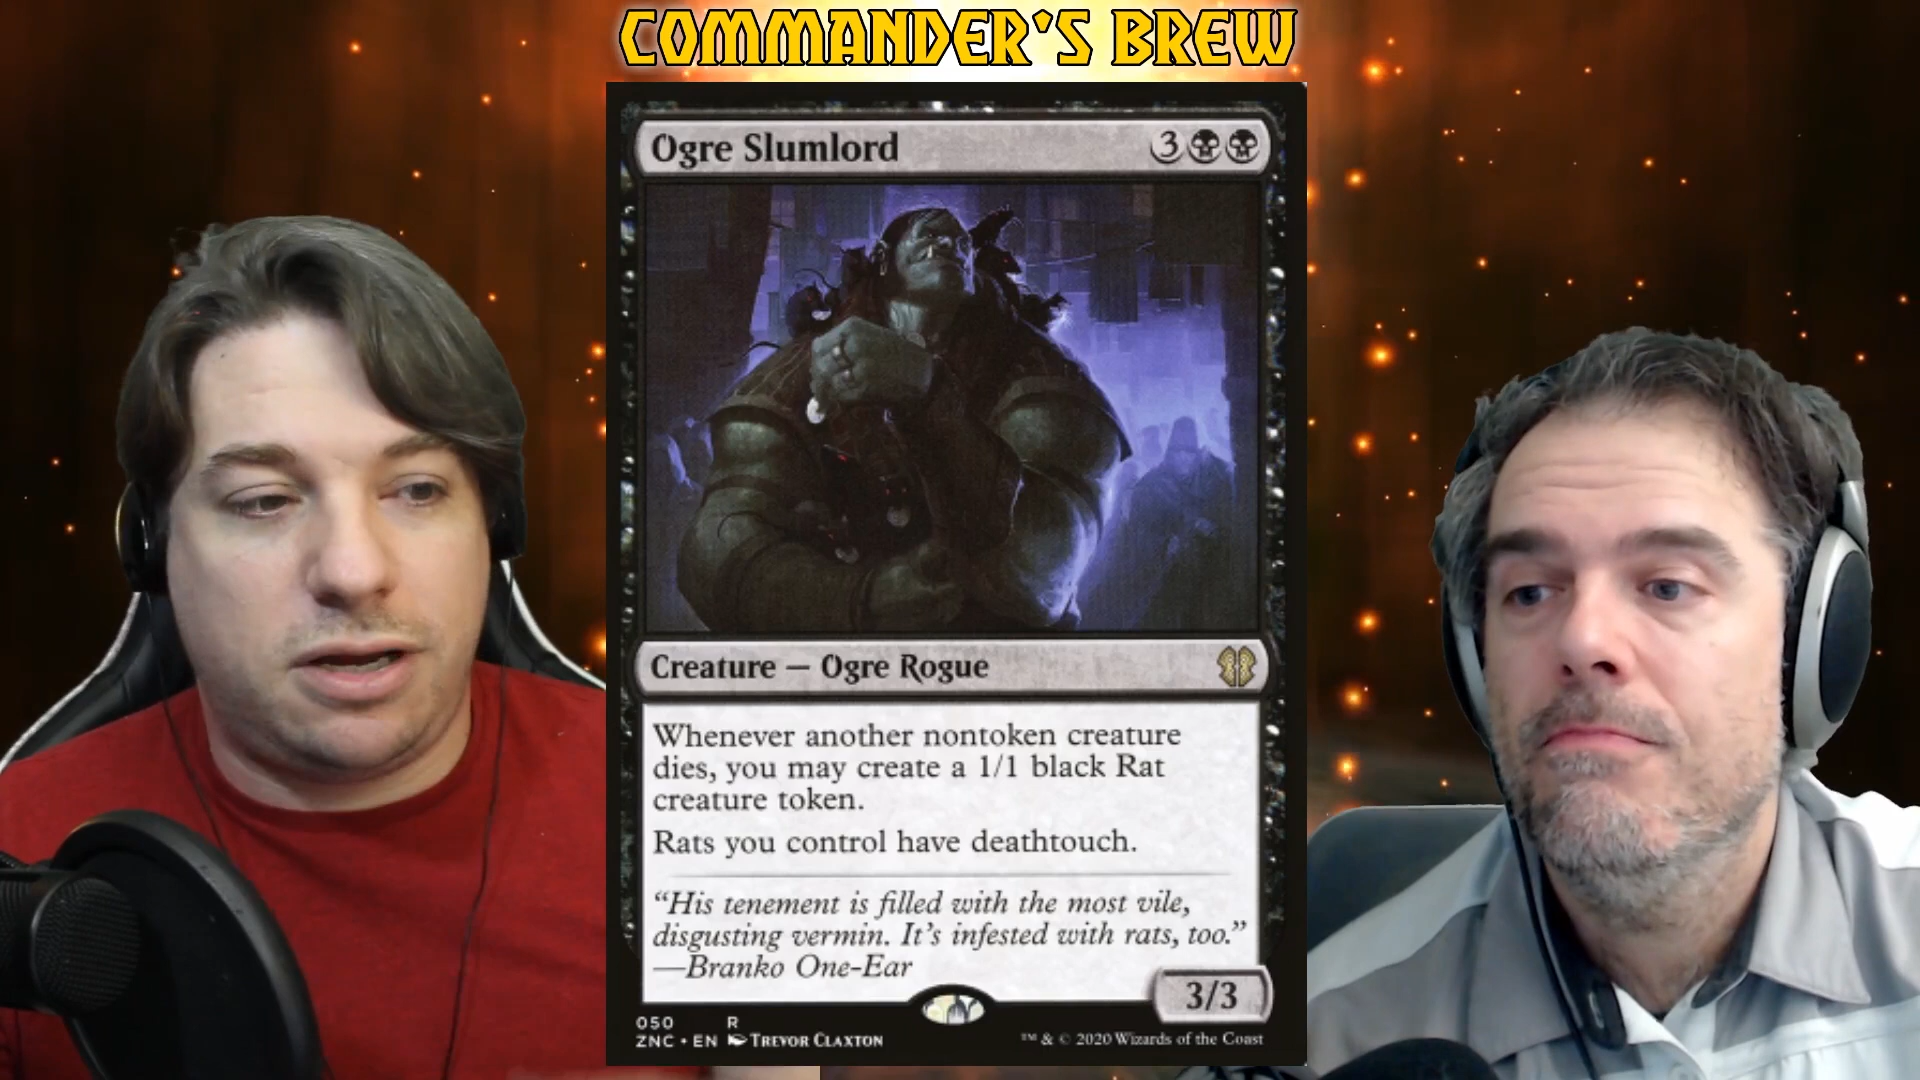 COMMANDER'S BREW
Ogre Slumlord 3
Creature — Ogre Rogue
Whenever another nontoken creature
dies, you may create a 1/1 black Rat
creature token.
Rats you control have deathtouch.
“His tenement is filled with the most vile,
disgusting vermin. It’s infested with rats, too.”
—Branko One-Ear
3/3
050 R
ZNC • EN Trevor Claxton
™ & © 2020 Wizards of the Coast